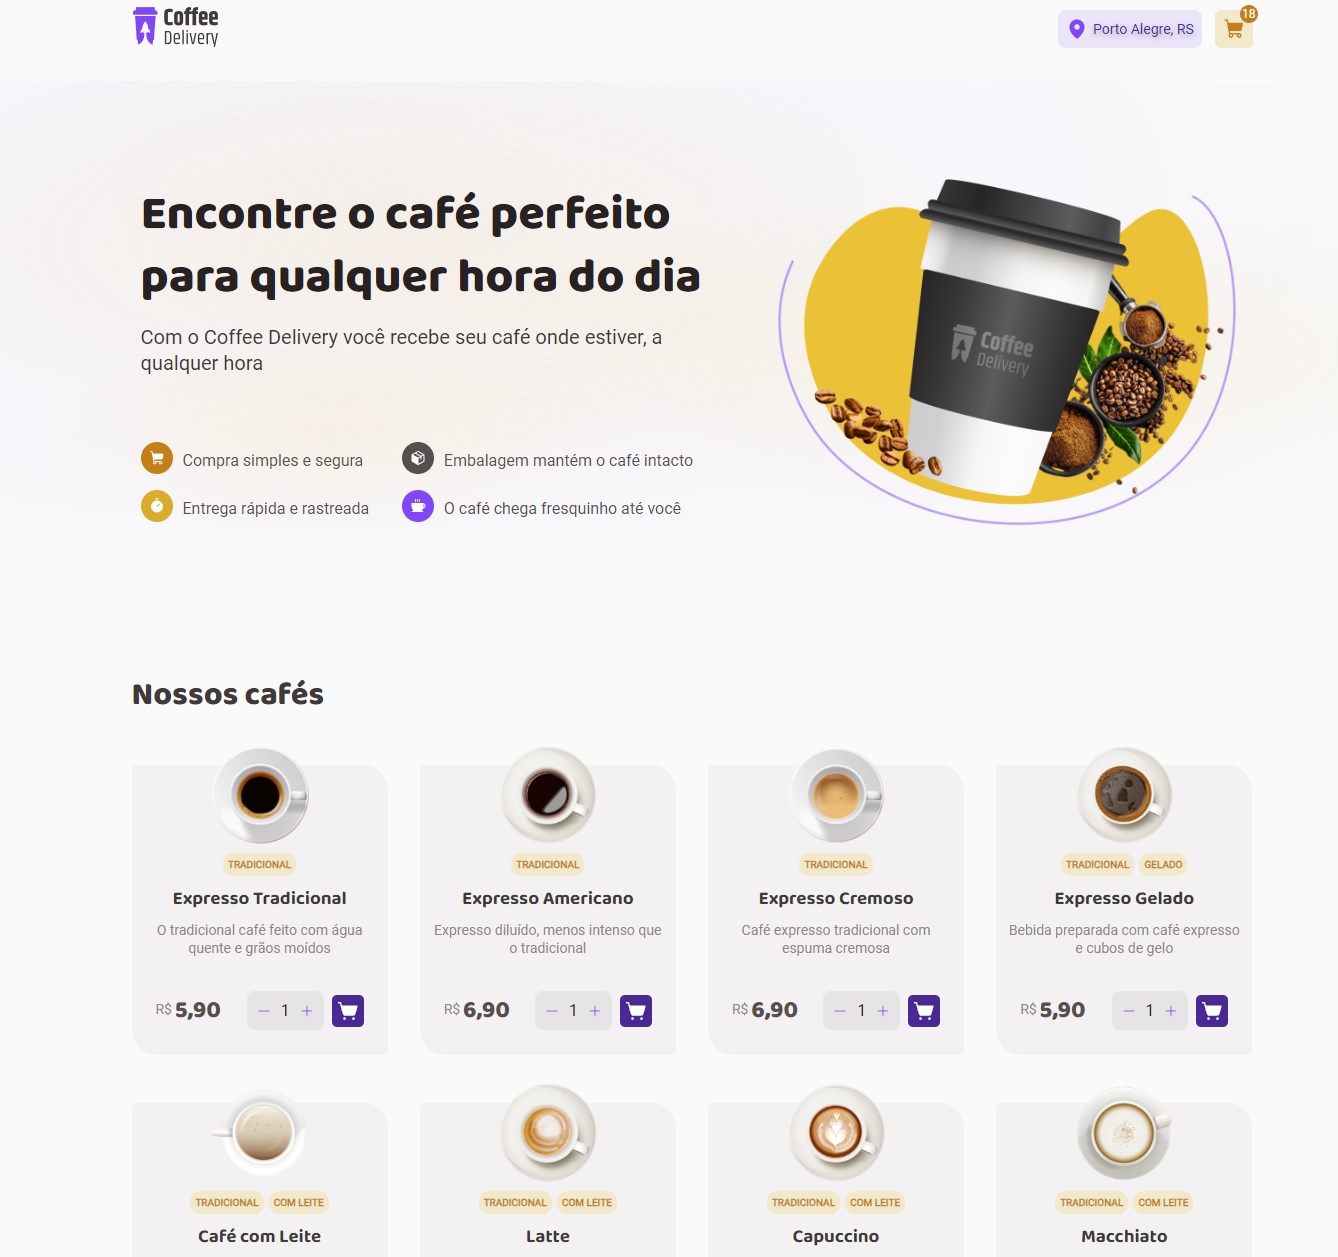 Coffee
Delivery
Porto Alegre, RS
18
Encontre o café perfeito
para qualquer hora do dia
Com o Coffee Delivery você recebe seu café onde estiver, a
qualquer hora
Compra simples e segura
Embalagem mantém o café intacto
Entrega rápida e rastreada
O café chega fresquinho até você
Coffee
Delivery
Nossos cafés
TRADICIONAL
Expresso Tradicional
O tradicional café feito com água
quente e grãos moídos
R$ 5,90
1
TRADICIONAL
Expresso Americano
Expresso diluído, menos intenso que
o tradicional
R$ 6,90
1
TRADICIONAL
Expresso Cremoso
Café expresso tradicional com
espuma cremosa
R$ 6,90
1
TRADICIONAL GELADO
Expresso Gelado
Bebida preparada com café expresso
e cubos de gelo
R$ 5,90
1
TRADICIONAL COM LEITE
Café com Leite
TRADICIONAL COM LEITE
Latte
TRADICIONAL COM LEITE
Capuccino
TRADICIONAL COM LEITE
Macchiato